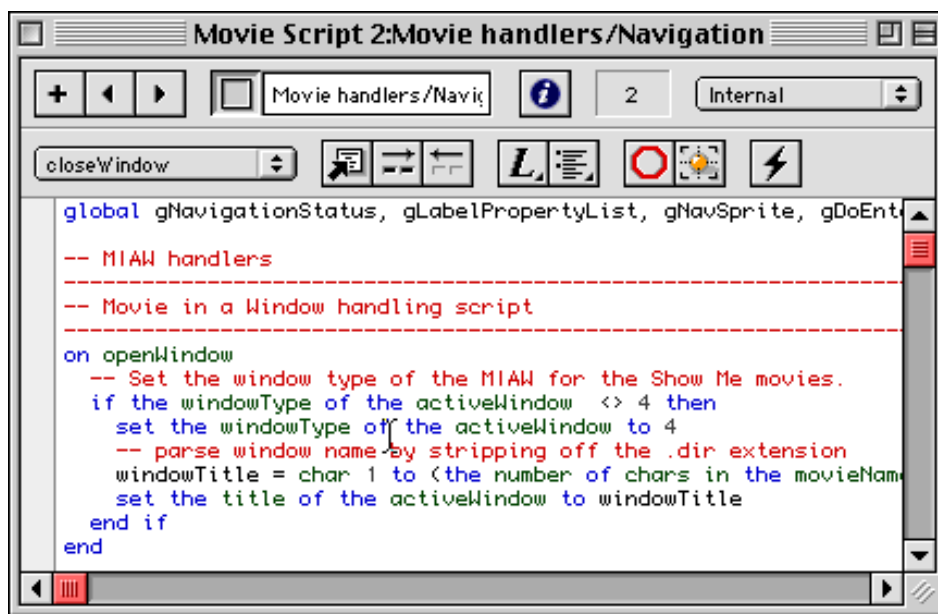 Movie Script 2:Movie handlers/Navigation
Movie handlers/Navig
2
Internal
closeWindow
L
global gNavigationStatus, gLabelPropertyList, gNavSprite, gDoEnt
-- MIAW handlers
--------------------------------------------------------------------
-- Movie in a Window handling script
--------------------------------------------------------------------
on openWindow
-- Set the window type of the MIAW for the Show Me movies.
if the windowType of the activeWindow <> 4 then
set the windowType of the activeWindow to 4
-- parse window name by stripping off the .dir extension
windowTitle = char 1 to (the number of chars in the movieName
set the title of the activeWindow to windowTitle
end if
end